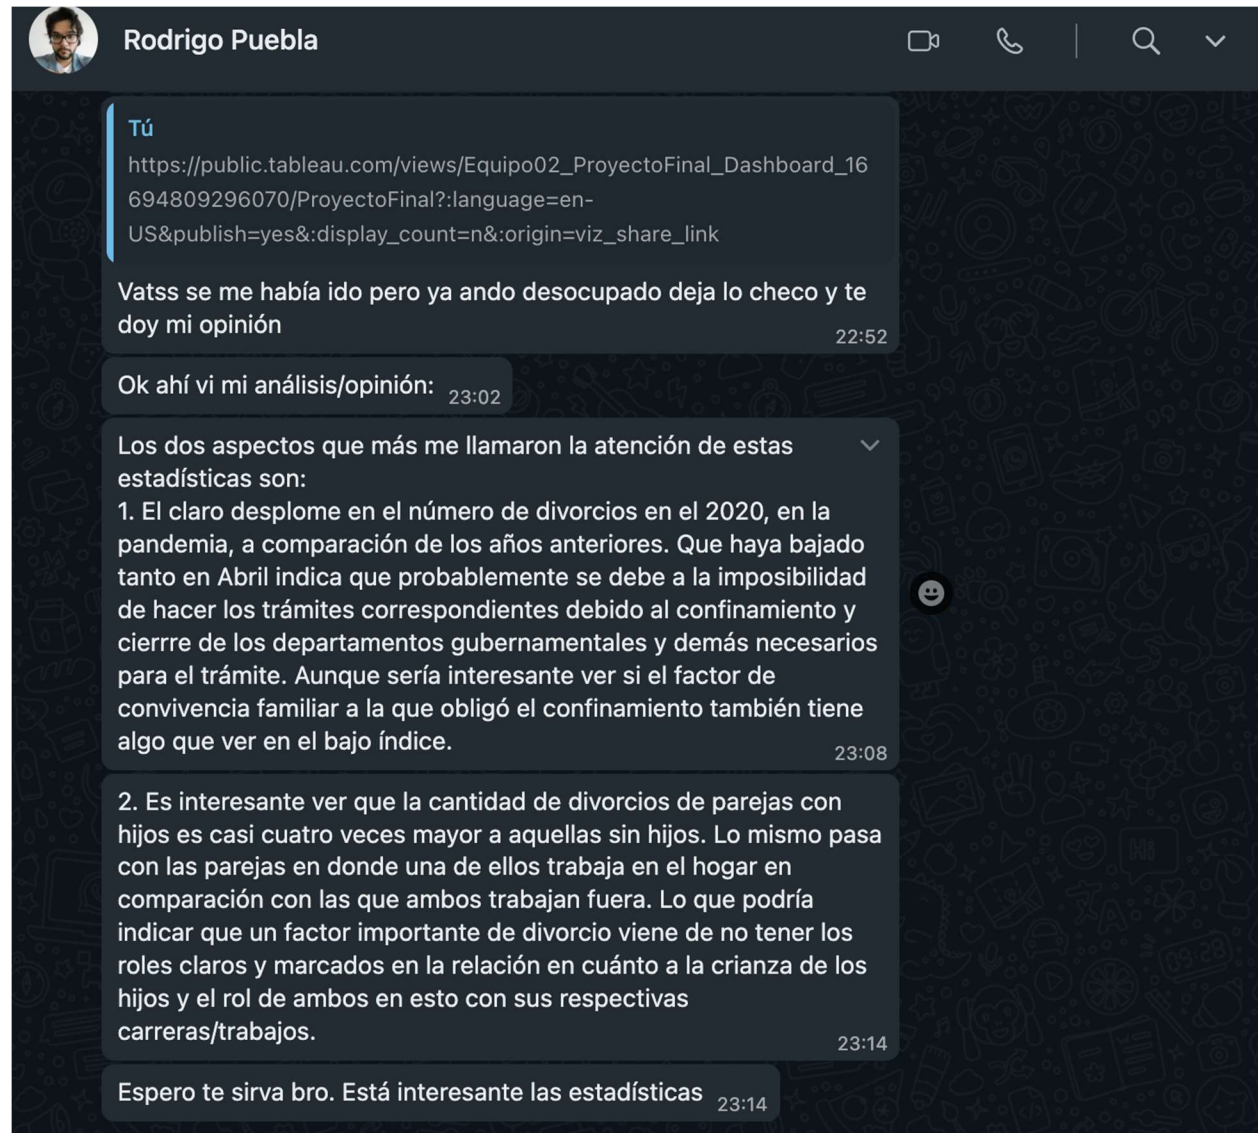 Rodrigo Puebla
Tú
https://public.tableau.com/views/Equipo02_ProyectoFinal_Dashboard_16
694809296070/ProyectoFinal?:language=en-
US&publish=yes&:display_count=n&:origin=viz_share_link
Vatss se me había ido pero ya ando desocupado deja lo checo y te
doy mi opinión
22:52
Ok ahí vi mi análisis/opinión: 23:02
Los dos aspectos que más me llamaron la atención de estas
estadísticas son:
1. El claro desplome en el número de divorcios en el 2020, en la
pandemia, a comparación de los años anteriores. Que haya bajado
tanto en Abril indica que probablemente se debe a la imposibilidad
de hacer los trámites correspondientes debido al confinamiento y
cierrre de los departamentos gubernamentales y demás necesarios
para el trámite. Aunque sería interesante ver si el factor de
convivencia familiar a la que obligó el confinamiento también tiene
algo que ver en el bajo índice.
23:08
2. Es interesante ver que la cantidad de divorcios de parejas con
hijos es casi cuatro veces mayor a aquellas sin hijos. Lo mismo pasa
con las parejas en donde una de ellos trabaja en el hogar en
comparación con las que ambos trabajan fuera. Lo que podría
indicar que un factor importante de divorcio viene de no tener los
roles claros y marcados en la relación en cuánto a la crianza de los
hijos y el rol de ambos en esto con sus respectivas
carreras/trabajos.
23:14
Espero te sirva bro. Está interesante las estadísticas 23:14